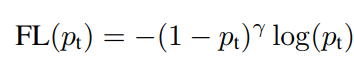 FL(pₜ) = −(1 − pₜ)ᵞ log(pₜ)